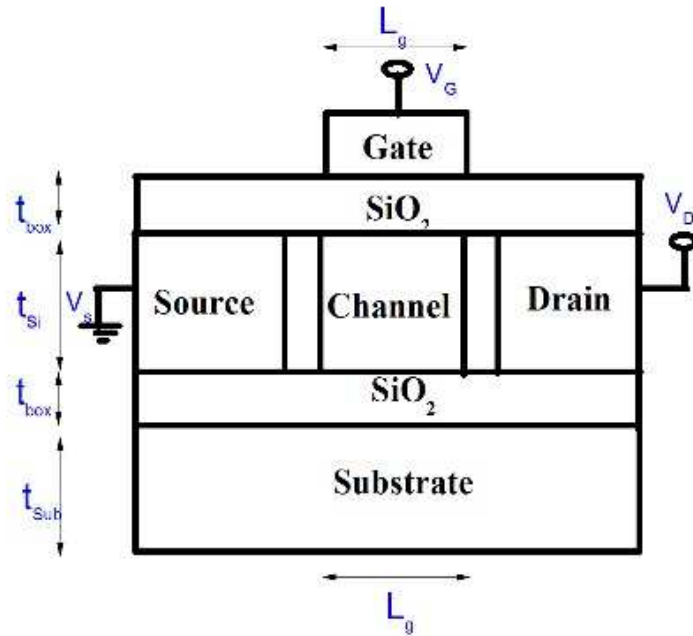 L_g
V_G
Gate
t_box
SiO_2
V_D
t_Si
V_s
Source
Channel
Drain
t_box
SiO_2
t_Sub
Substrate
L_g